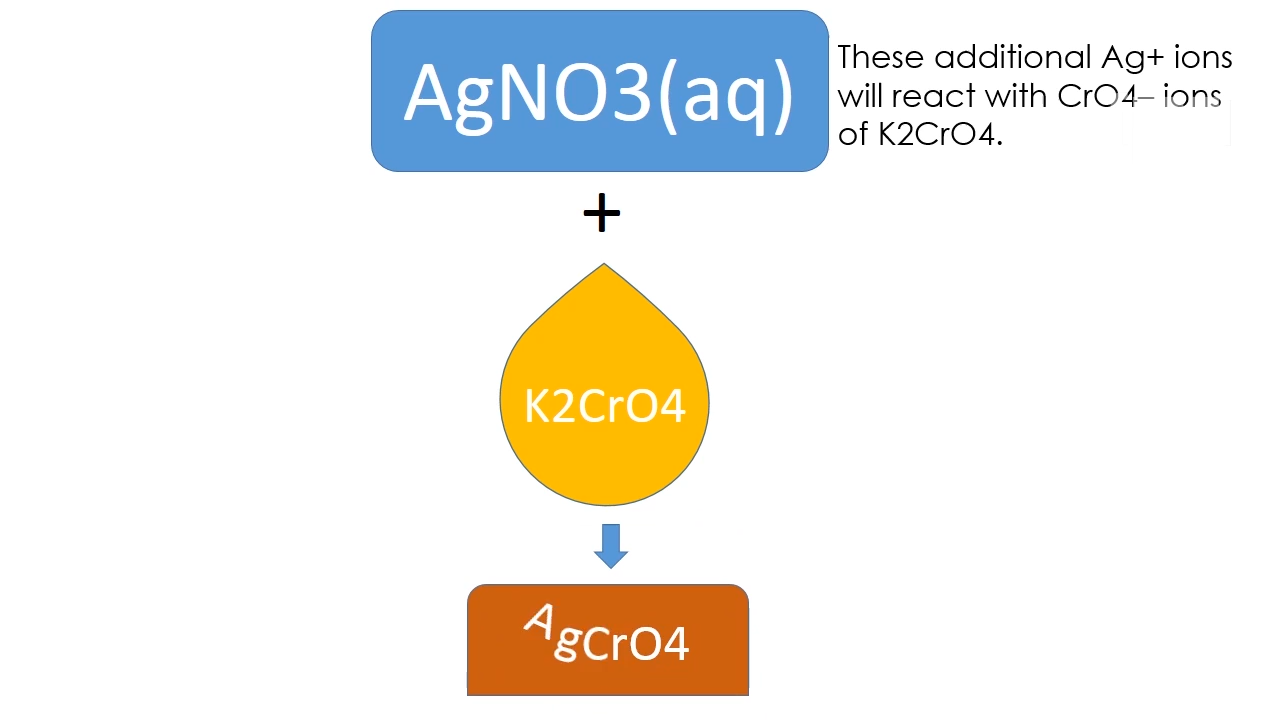 AgNO3(aq)
These additional Ag+ ions
will react with CrO4– ions
of K2CrO4.
+
K2CrO4
AgCrO4